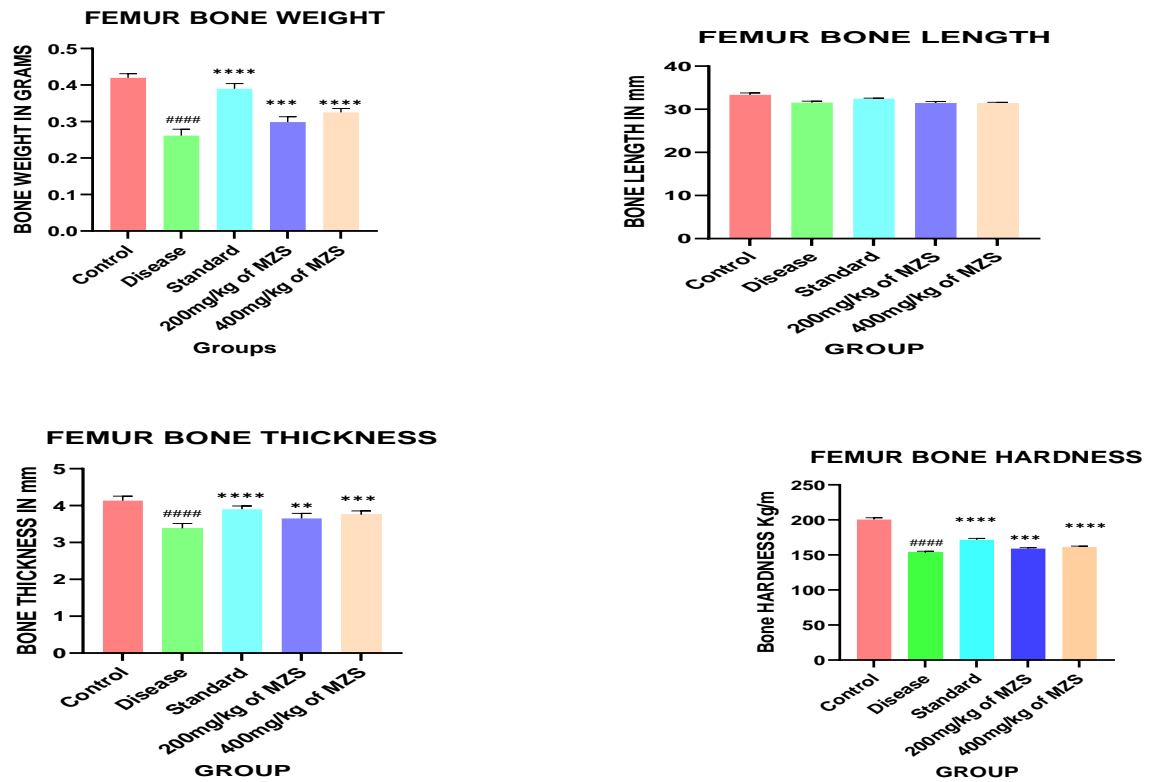 FEMUR BONE WEIGHT
BONE WEIGHT IN GRAMS
0.5
0.4
0.3
0.2
0.1
0.0
####
****
***
****
Control
Disease
Standard
200mg/kg of MZS
400mg/kg of MZS
Groups
FEMUR BONE LENGTH
BONE LENGTH IN mm
40
30
20
10
0
Control
Disease
Standard
200mg/kg of MZS
400mg/kg of MZS
GROUP
FEMUR BONE THICKNESS
BONE THICKNESS IN mm
5
4
3
2
1
0
####
****
**
***
Control
Disease
Standard
200mg/kg of MZS
400mg/kg of MZS
GROUP
FEMUR BONE HARDNESS
Bone HARDNESS Kg/m
250
200
150
100
50
0
####
****
***
****
Control
Disease
Standard
200mg/kg of MZS
400mg/kg of MZS
GROUP